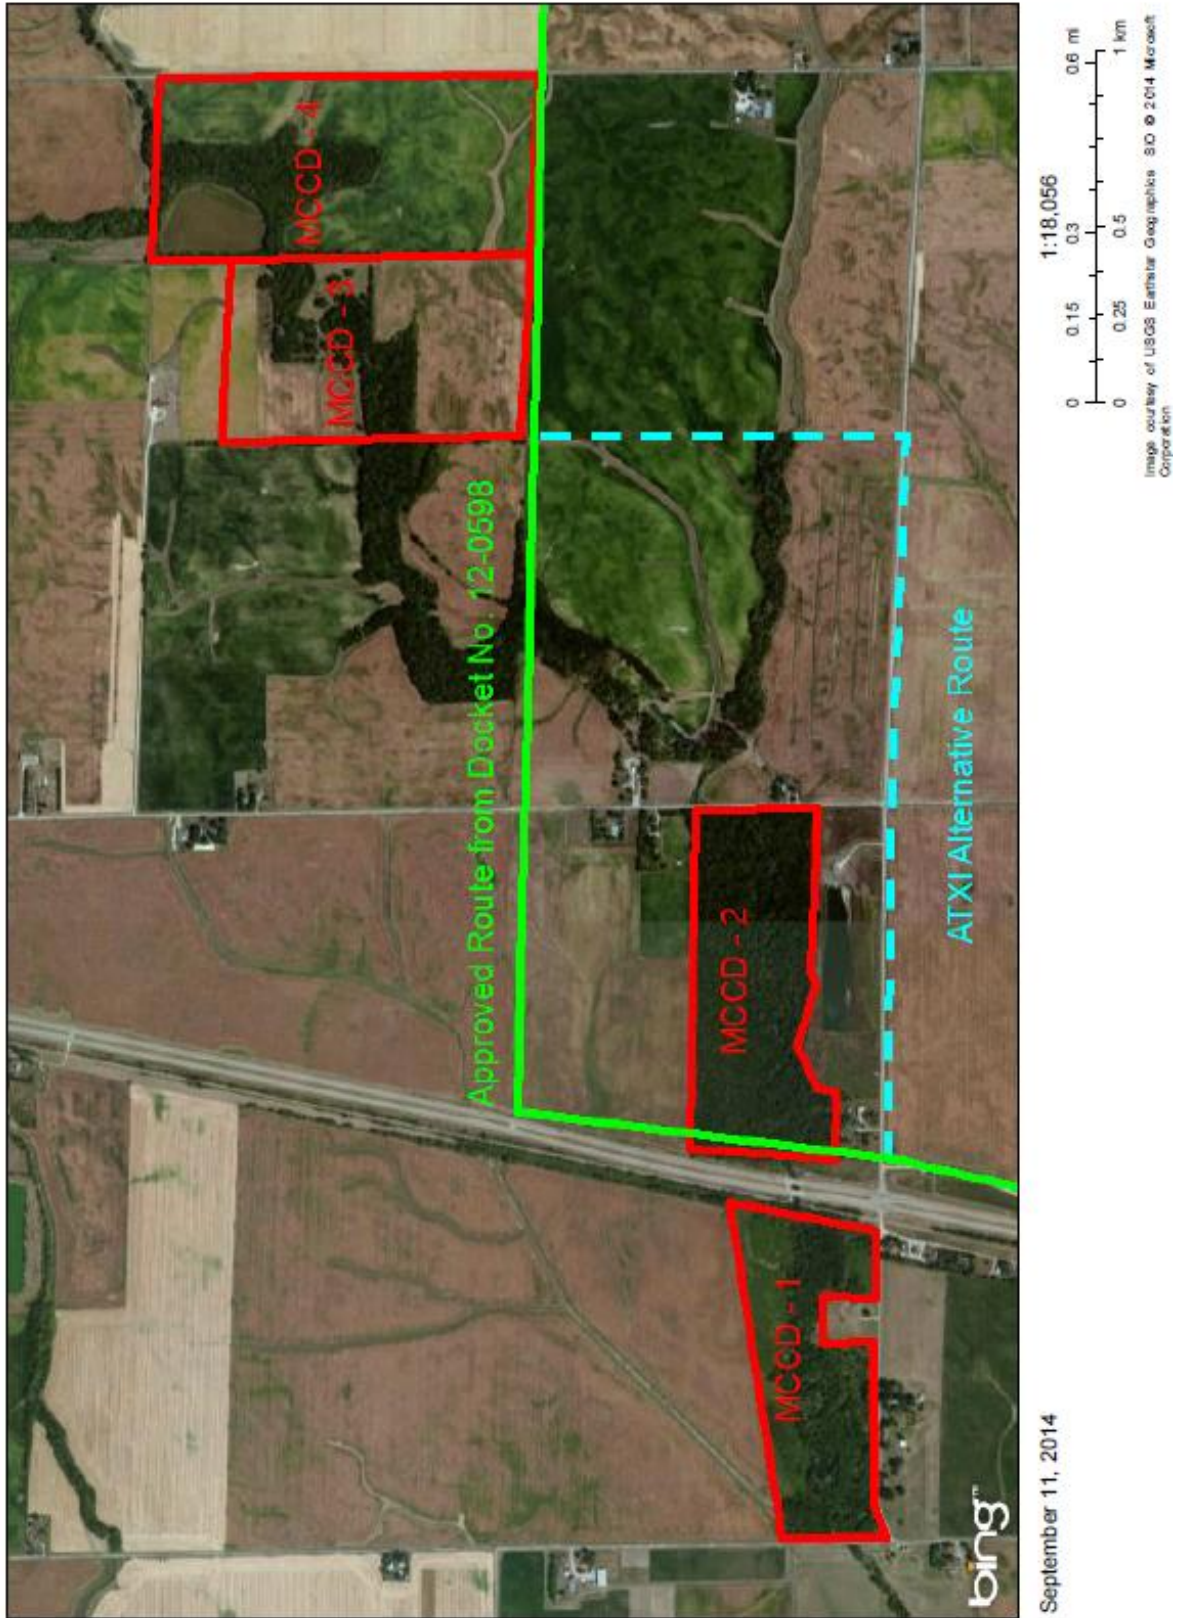 MCCD - 4
MCCD - 3
Approved Route from Docket No. 12-0598
MCCD - 2
MCCD - 1
ATXI Alternative Route
bing™
September 11, 2014
1:18,056
0 0.15 0.3 0.6 mi
0 0.25 0.5 1 km
Image courtesy of USGS Earthstar Geographics SIO © 2014 Microsoft
Corporation